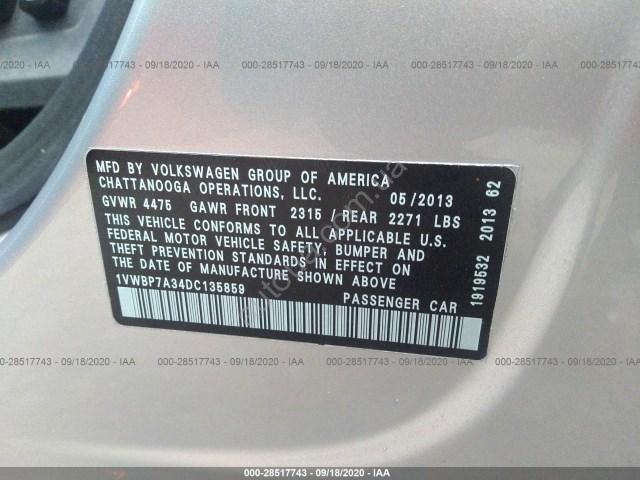 000-28517743 - 09/18/2020 - IAA
MFD BY VOLKSWAGEN GROUP OF AMERICA
CHATTANOOGA OPERATIONS, LLC. 05/2013
GVWR 4475 GAWR FRONT 2315 / REAR 2271 LBS
THIS VEHICLE CONFORMS TO ALL APPLICABLE U.S.
FEDERAL MOTOR VEHICLE SAFETY, BUMPER AND
THEFT PREVENTION STANDARDS IN EFFECT ON
THE DATE OF MANUFACTURE SHOWN ABOVE
1VWBP7A34DC135859 PASSENGER CAR
1919532 2013 62
autopoe.com.ua
000-28517743 - 09/18/2020 - IAA
000-28517743 - 09/18/2020 - IAA